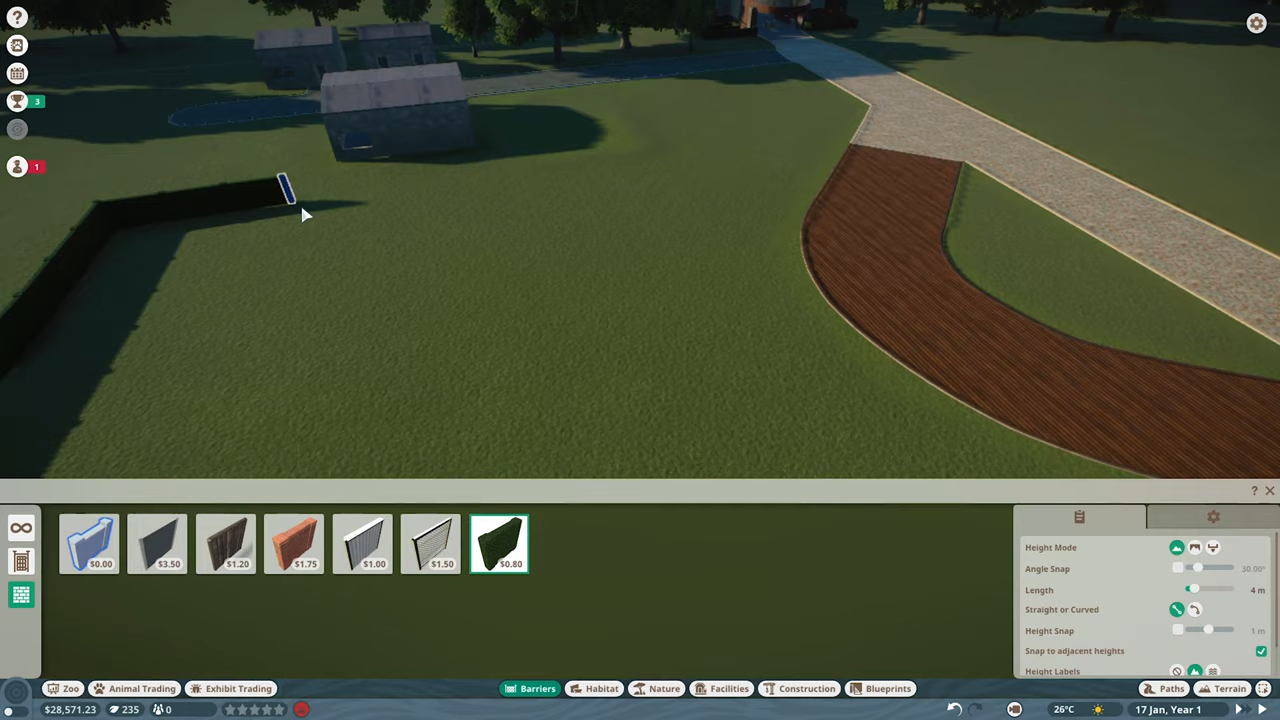 ?
3
1
?
$0.00
$3.50
$1.20
$1.75
$1.00
$1.50
$0.80
Height Mode
Angle Snap
30.00°
Length
4 m
Straight or Curved
Height Snap
1 m
Snap to adjacent heights
Height Labels
Zoo
Animal Trading
Exhibit Trading
Barriers
Habitat
Nature
Facilities
Construction
Blueprints
Paths
Terrain
$28,571.23
235
0
26°C
17 Jan, Year 1